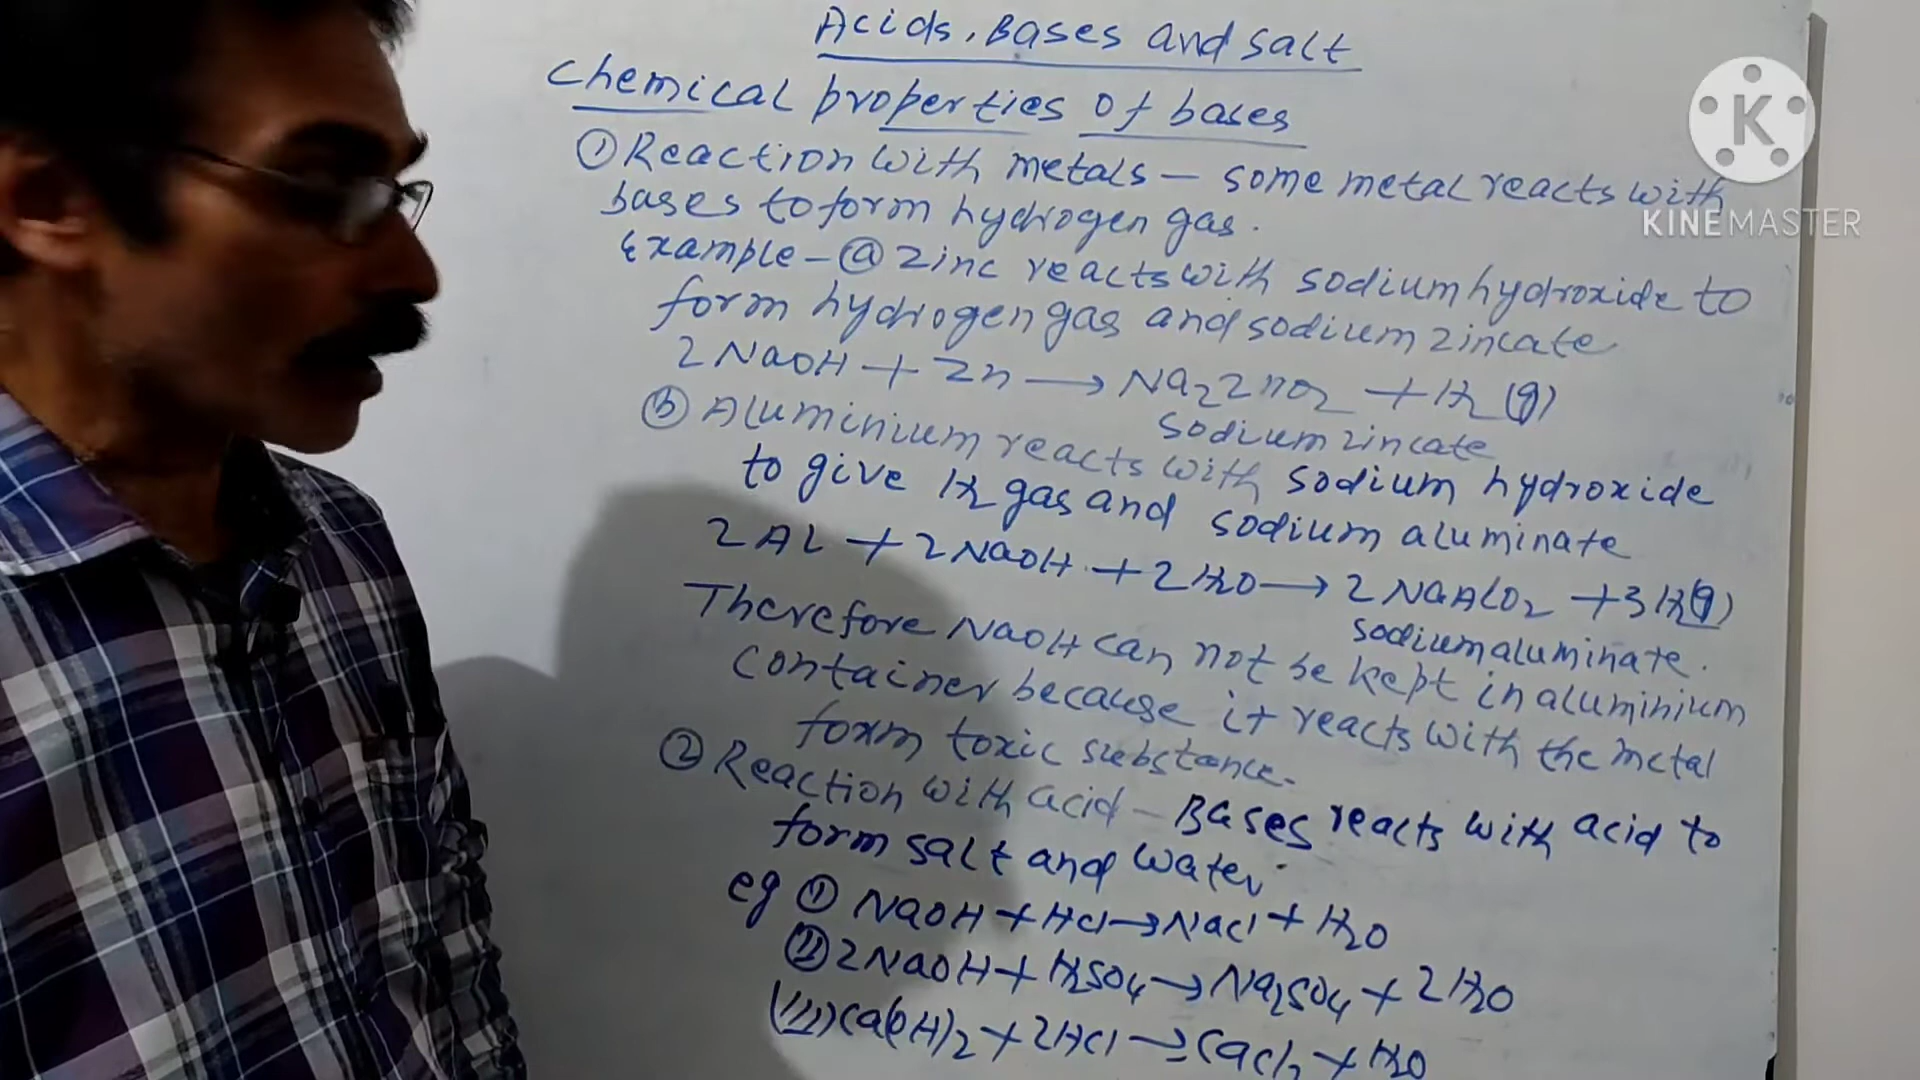 Acids, Bases and salt
Chemical properties of bases
① Reaction with metals — some metal reacts with
bases to form hydrogen gas.
Example - ⓐ Zinc reacts with sodium hydroxide to
form hydrogen gas and sodium zincate
2NaOH + Zn → Na2ZnO2 + H2(g)
sodium zincate
ⓑ Aluminium reacts with sodium hydroxide
to give H2 gas and sodium aluminate
2Al + 2NaOH + 2H2O → 2NaAlO2 + 3H2(g)
sodium aluminate.
Therefore NaOH can not be kept in aluminium
container because it reacts with the metal
form toxic substance.
② Reaction with acid - Bases reacts with acid to
form salt and water.
eg ① NaOH + HCl → NaCl + H2O
(II) 2NaOH + H2SO4 → Na2SO4 + 2H2O
(III) Ca(OH)2 + 2HCl → CaCl2 + H2O
K
KINEMASTER